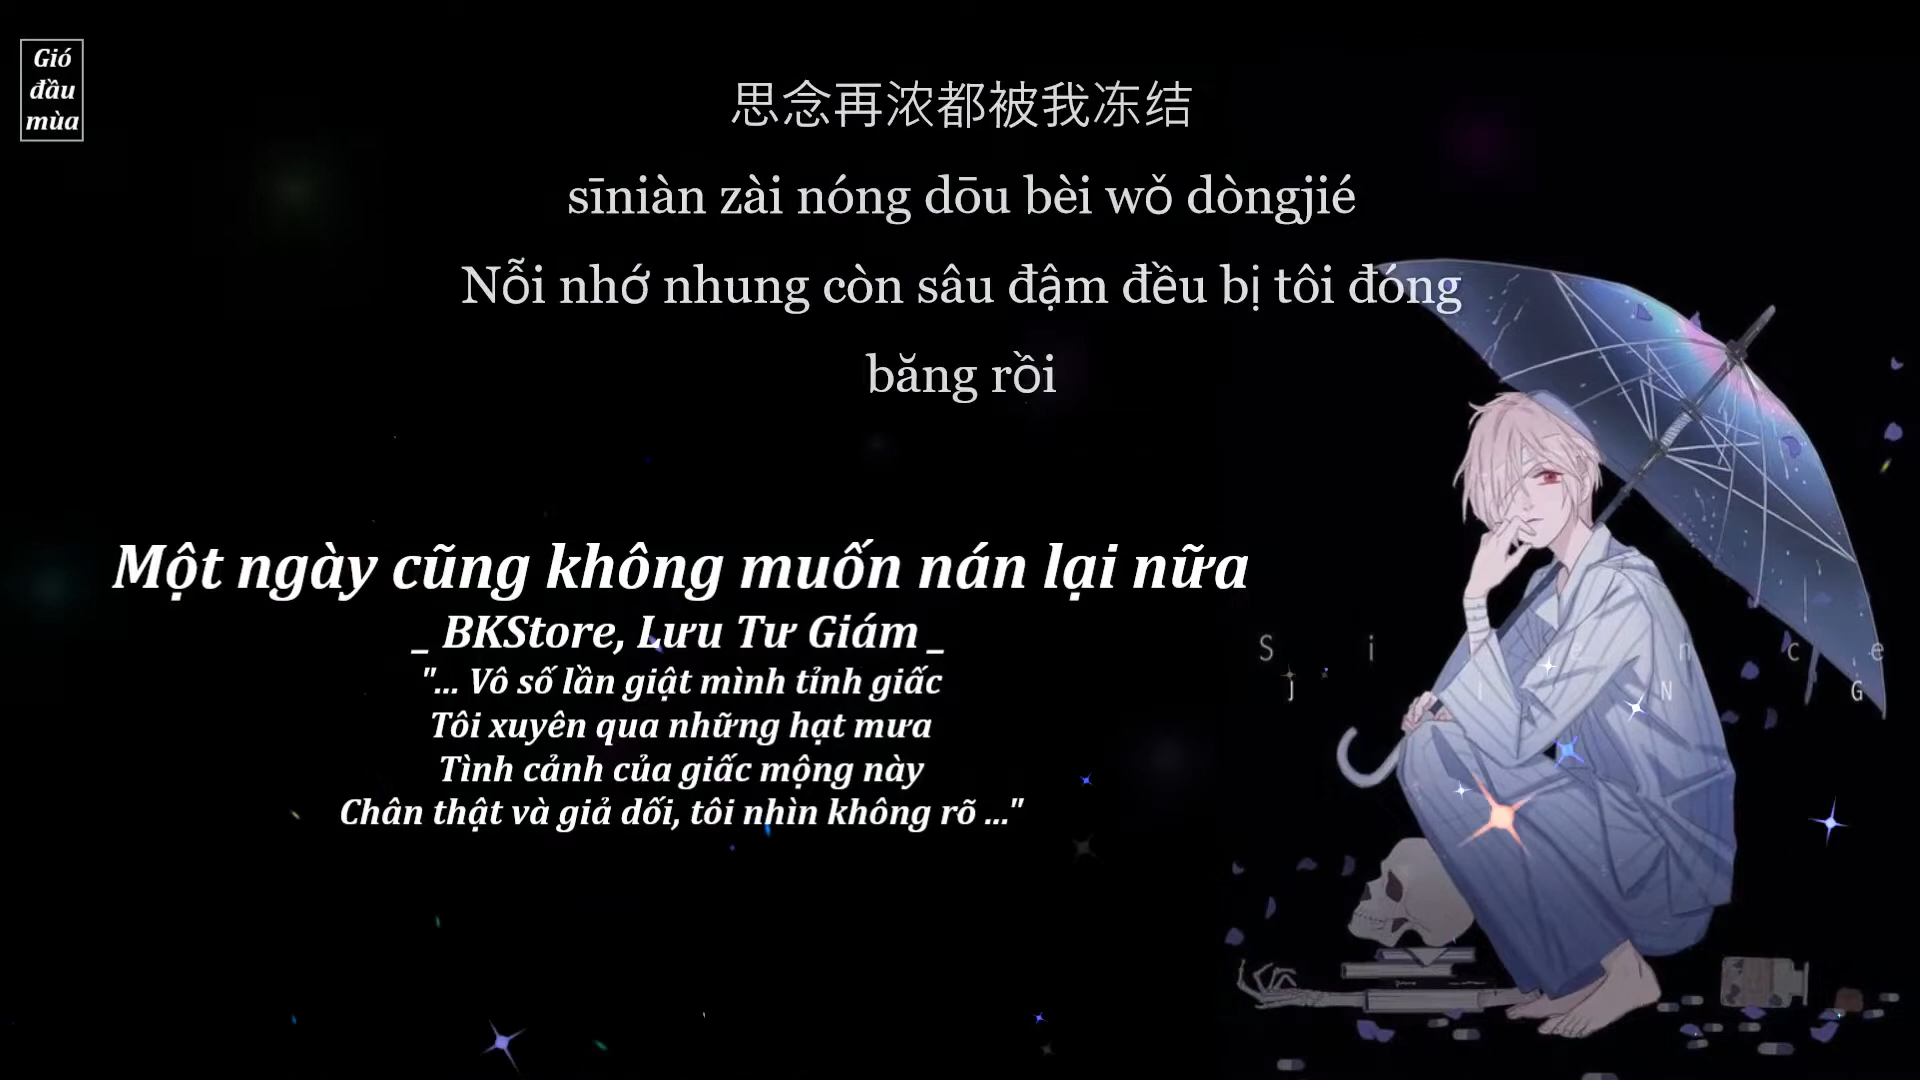 Gió
đầu
mùa
思念再浓都被我冻结
sīniàn zài nóng dōu bèi wǒ dòngjié
Nỗi nhớ nhung còn sâu đậm đều bị tôi đóng
băng rồi
Một ngày cũng không muốn nán lại nữa
_ BKStore, Lưu Tư Giám _
"... Vô số lần giật mình tỉnh giấc
Tôi xuyên qua những hạt mưa
Tình cảnh của giấc mộng này
Chân thật và giả dối, tôi nhìn không rõ ..."
S i e n c e
J I N G